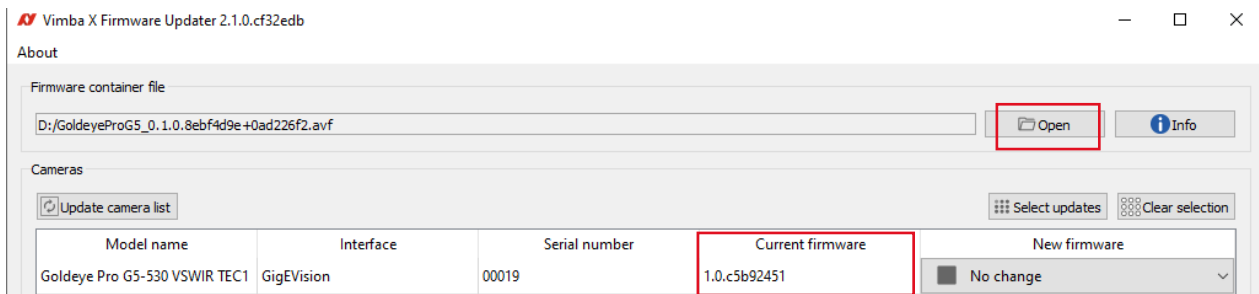 Vimba X Firmware Updater 2.1.0.cf32edb
About
Firmware container file
D:/GoldeyeProG5_0.1.0.8ebf4d9e+0ad226f2.avf Open Info
Cameras
Update camera list Select updates Clear selection
Model name Interface Serial number Current firmware New firmware
Goldeye Pro G5-530 VSWIR TEC1 GigEVision 00019 1.0.c5b92451 No change